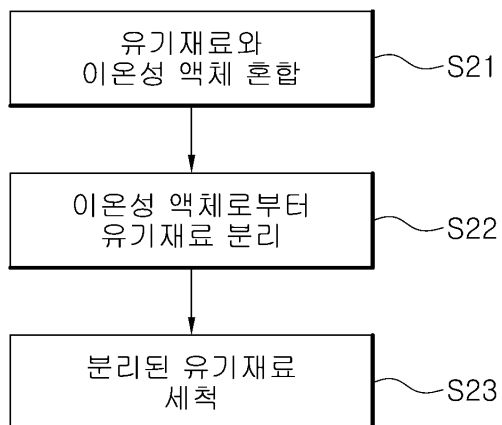 유기재료와
이온성 액체 혼합
S21
이온성 액체로부터
유기재료 분리
S22
분리된 유기재료
세척
S23